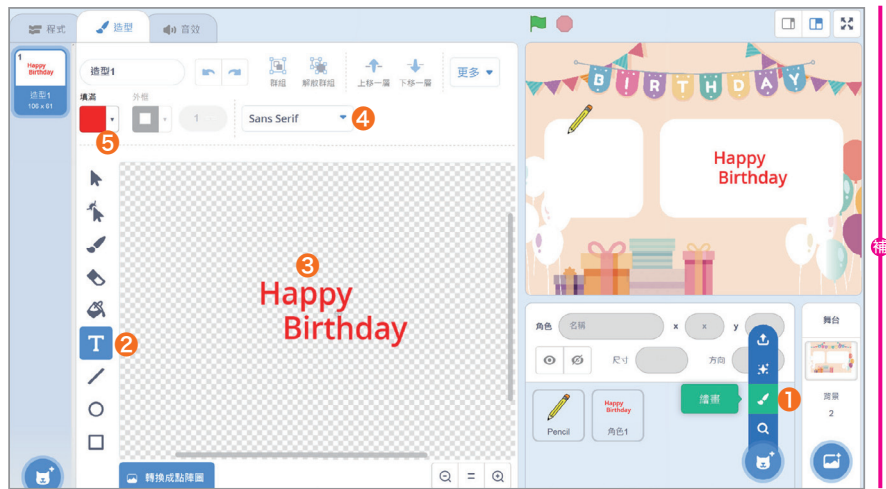 程式 造型 音效
1
Happy
Birthday
造型1
100 x 61
造型1
群組 解散群組 上移一層 下移一層 更多
填滿 外框
1
Sans Serif
4
5
3
Happy
Birthday
T 2
轉換成點陣圖
BIRTHDAY
Happy
Birthday
補
角色 名稱 x x y
尺寸 方向
繪畫 1
Pencil
Happy
Birthday
角色1
舞台
背景
2